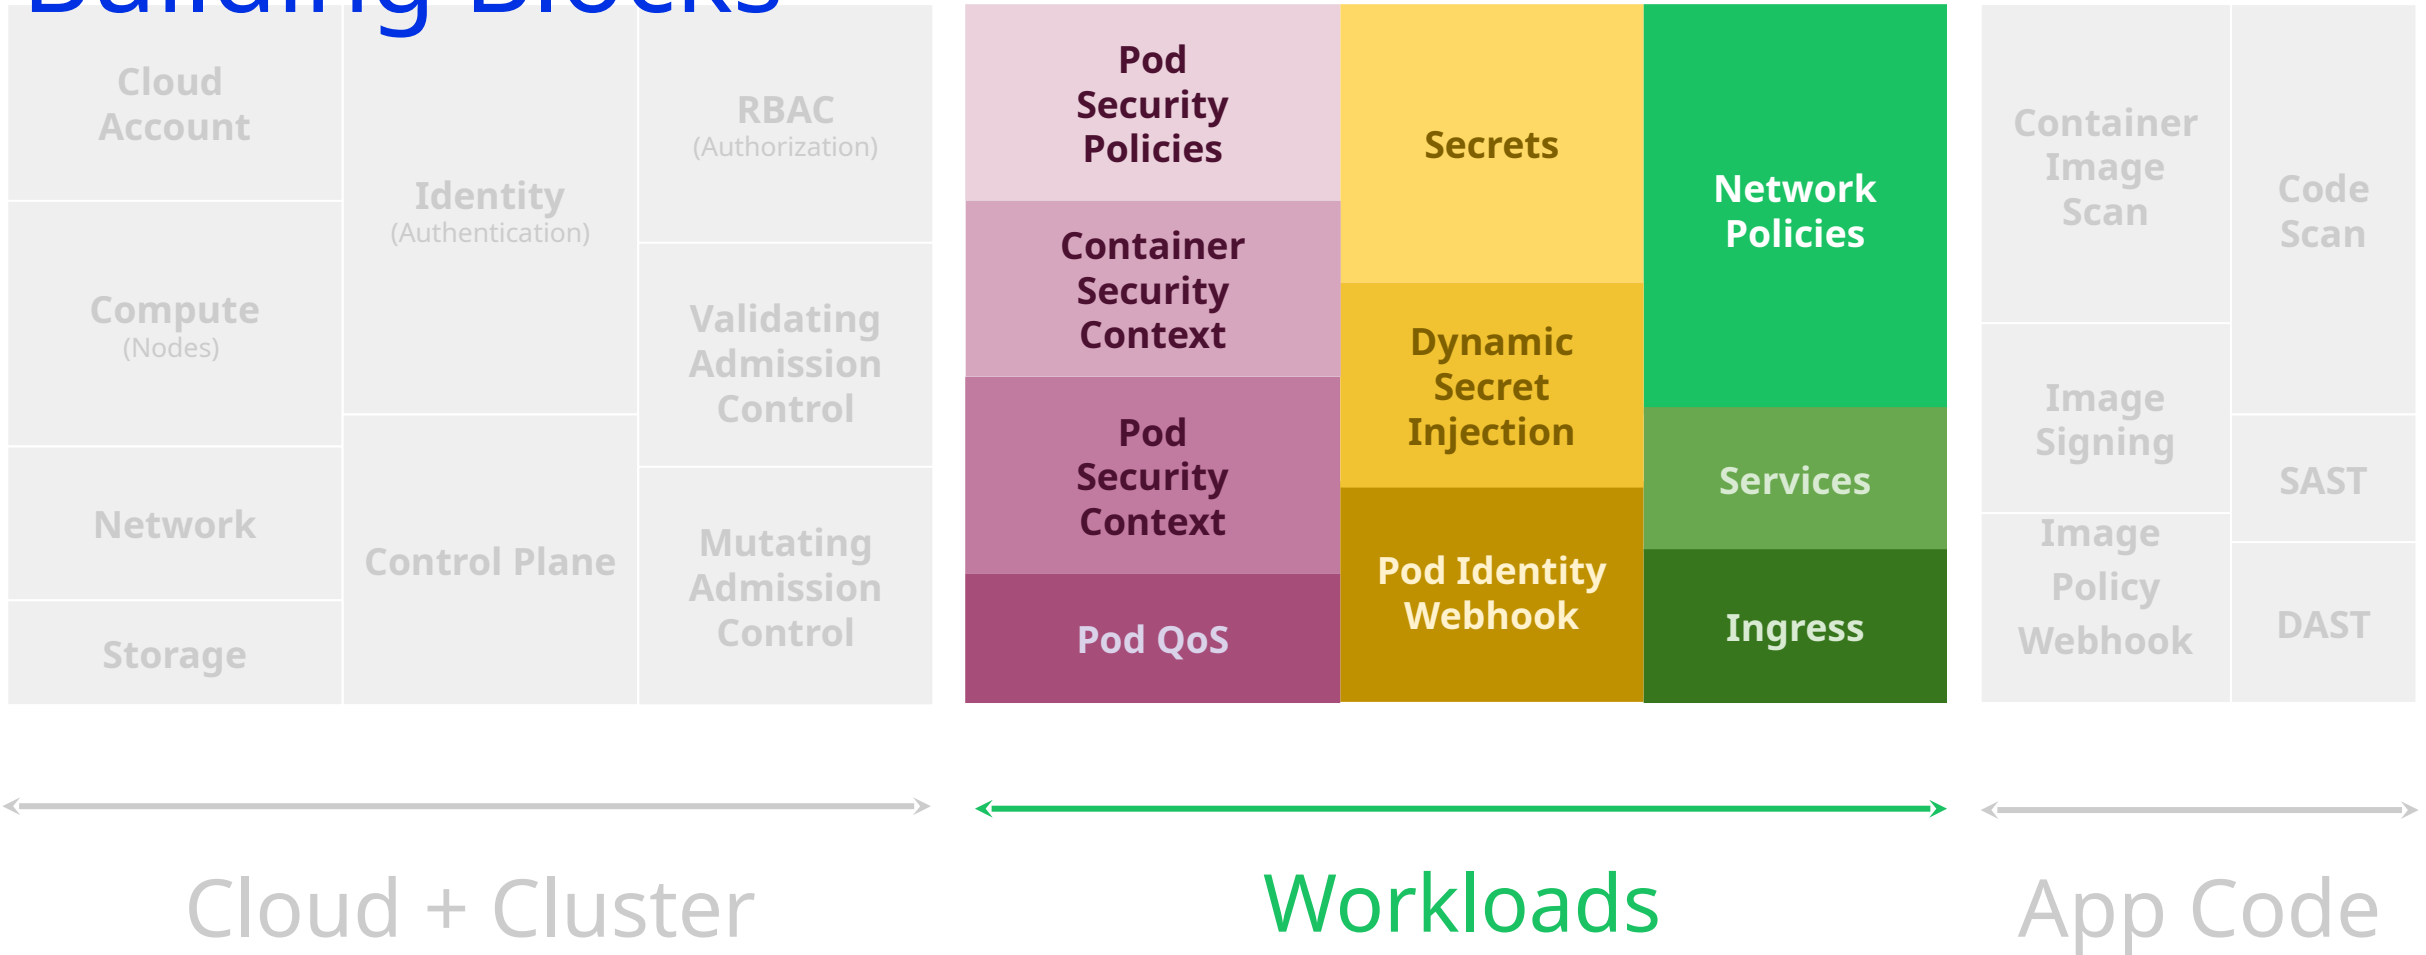 Building Blocks
Cloud
Account
Compute
(Nodes)
Network
Storage
Identity
(Authentication)
Control Plane
RBAC
(Authorization)
Validating
Admission
Control
Mutating
Admission
Control
Pod
Security
Policies
Container
Security
Context
Pod
Security
Context
Pod QoS
Secrets
Dynamic
Secret
Injection
Pod Identity
Webhook
Network
Policies
Services
Ingress
Container
Image
Scan
Image
Signing
Image
Policy
Webhook
Code
Scan
SAST
DAST
Cloud + Cluster
Workloads
App Code